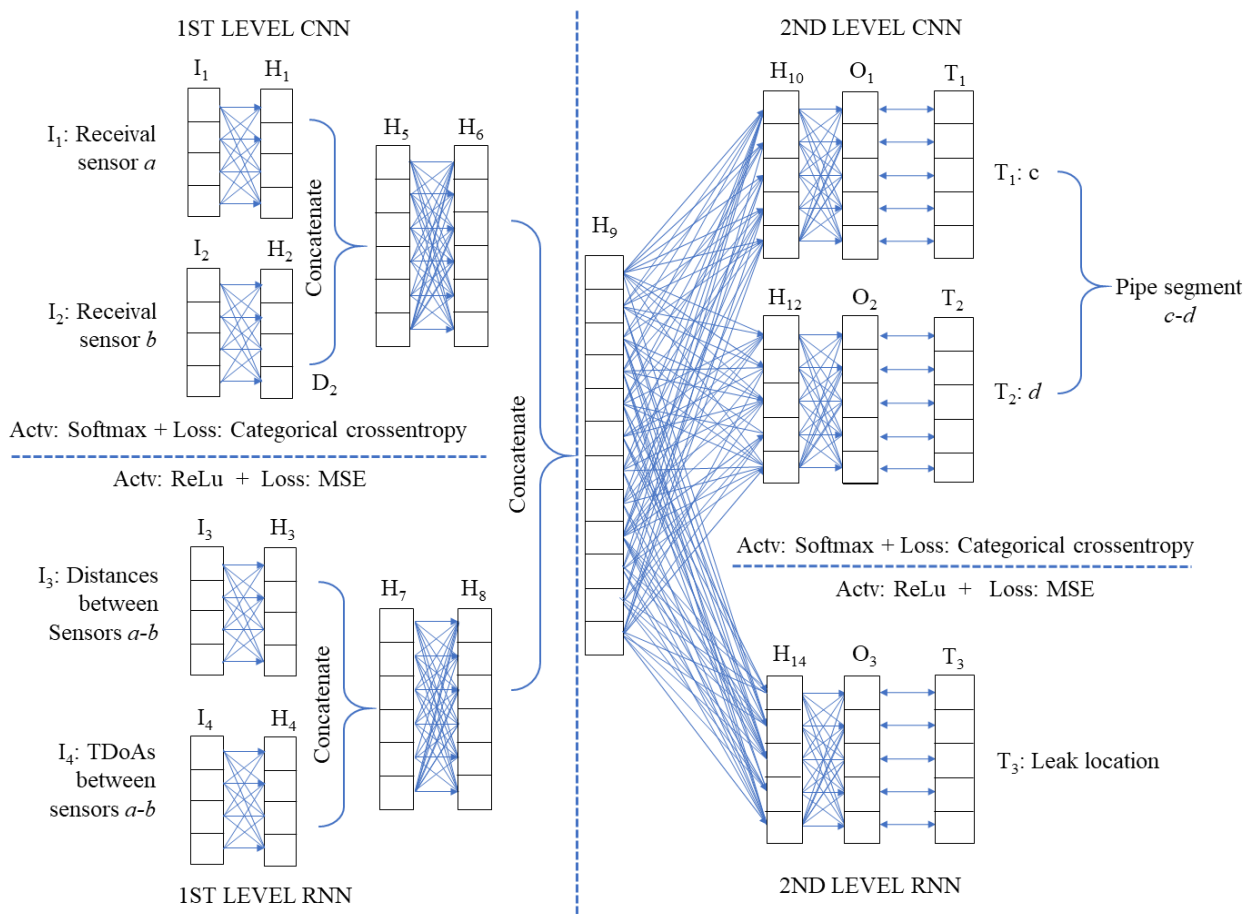 1ST LEVEL CNN
I₁
H₁
I₁: Receival
sensor a
I₂
H₂
I₂: Receival
sensor b
D₂
Concatenate
H₅
H₆
Actv: Softmax + Loss: Categorical crossentropy
Actv: ReLu + Loss: MSE
I₃
H₃
I₃: Distances
between
Sensors a-b
I₄
H₄
I₄: TDoAs
between
sensors a-b
Concatenate
H₇
H₈
1ST LEVEL RNN
Concatenate
H₉
2ND LEVEL CNN
H₁₀
O₁
T₁
T₁: c
H₁₂
O₂
T₂
T₂: d
Pipe segment
c-d
Actv: Softmax + Loss: Categorical crossentropy
Actv: ReLu + Loss: MSE
H₁₄
O₃
T₃
T₃: Leak location
2ND LEVEL RNN